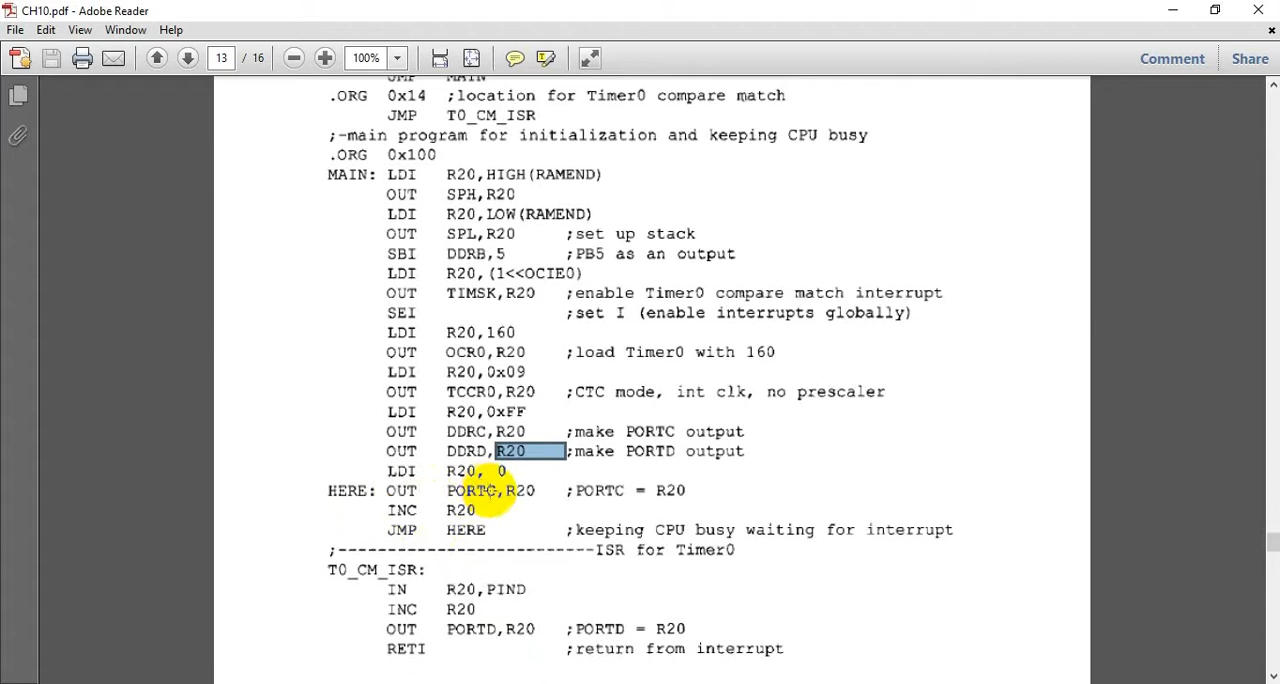 CH10.pdf - Adobe Reader
File Edit View Window Help
13 / 16 100% Comment Share
JMP MAIN
.ORG 0x14 ;location for Timer0 compare match
JMP T0_CM_ISR
;-main program for initialization and keeping CPU busy
.ORG 0x100
MAIN: LDI R20,HIGH(RAMEND)
OUT SPH,R20
LDI R20,LOW(RAMEND)
OUT SPL,R20 ;set up stack
SBI DDRB,5 ;PB5 as an output
LDI R20,(1<<OCIE0)
OUT TIMSK,R20 ;enable Timer0 compare match interrupt
SEI ;set I (enable interrupts globally)
LDI R20,160
OUT OCR0,R20 ;load Timer0 with 160
LDI R20,0x09
OUT TCCR0,R20 ;CTC mode, int clk, no prescaler
LDI R20,0xFF
OUT DDRC,R20 ;make PORTC output
OUT DDRD,R20 ;make PORTD output
LDI R20, 0
HERE: OUT PORTC,R20 ;PORTC = R20
INC R20
JMP HERE ;keeping CPU busy waiting for interrupt
;--------------------------ISR for Timer0
T0_CM_ISR:
IN R20,PIND
INC R20
OUT PORTD,R20 ;PORTD = R20
RETI ;return from interrupt